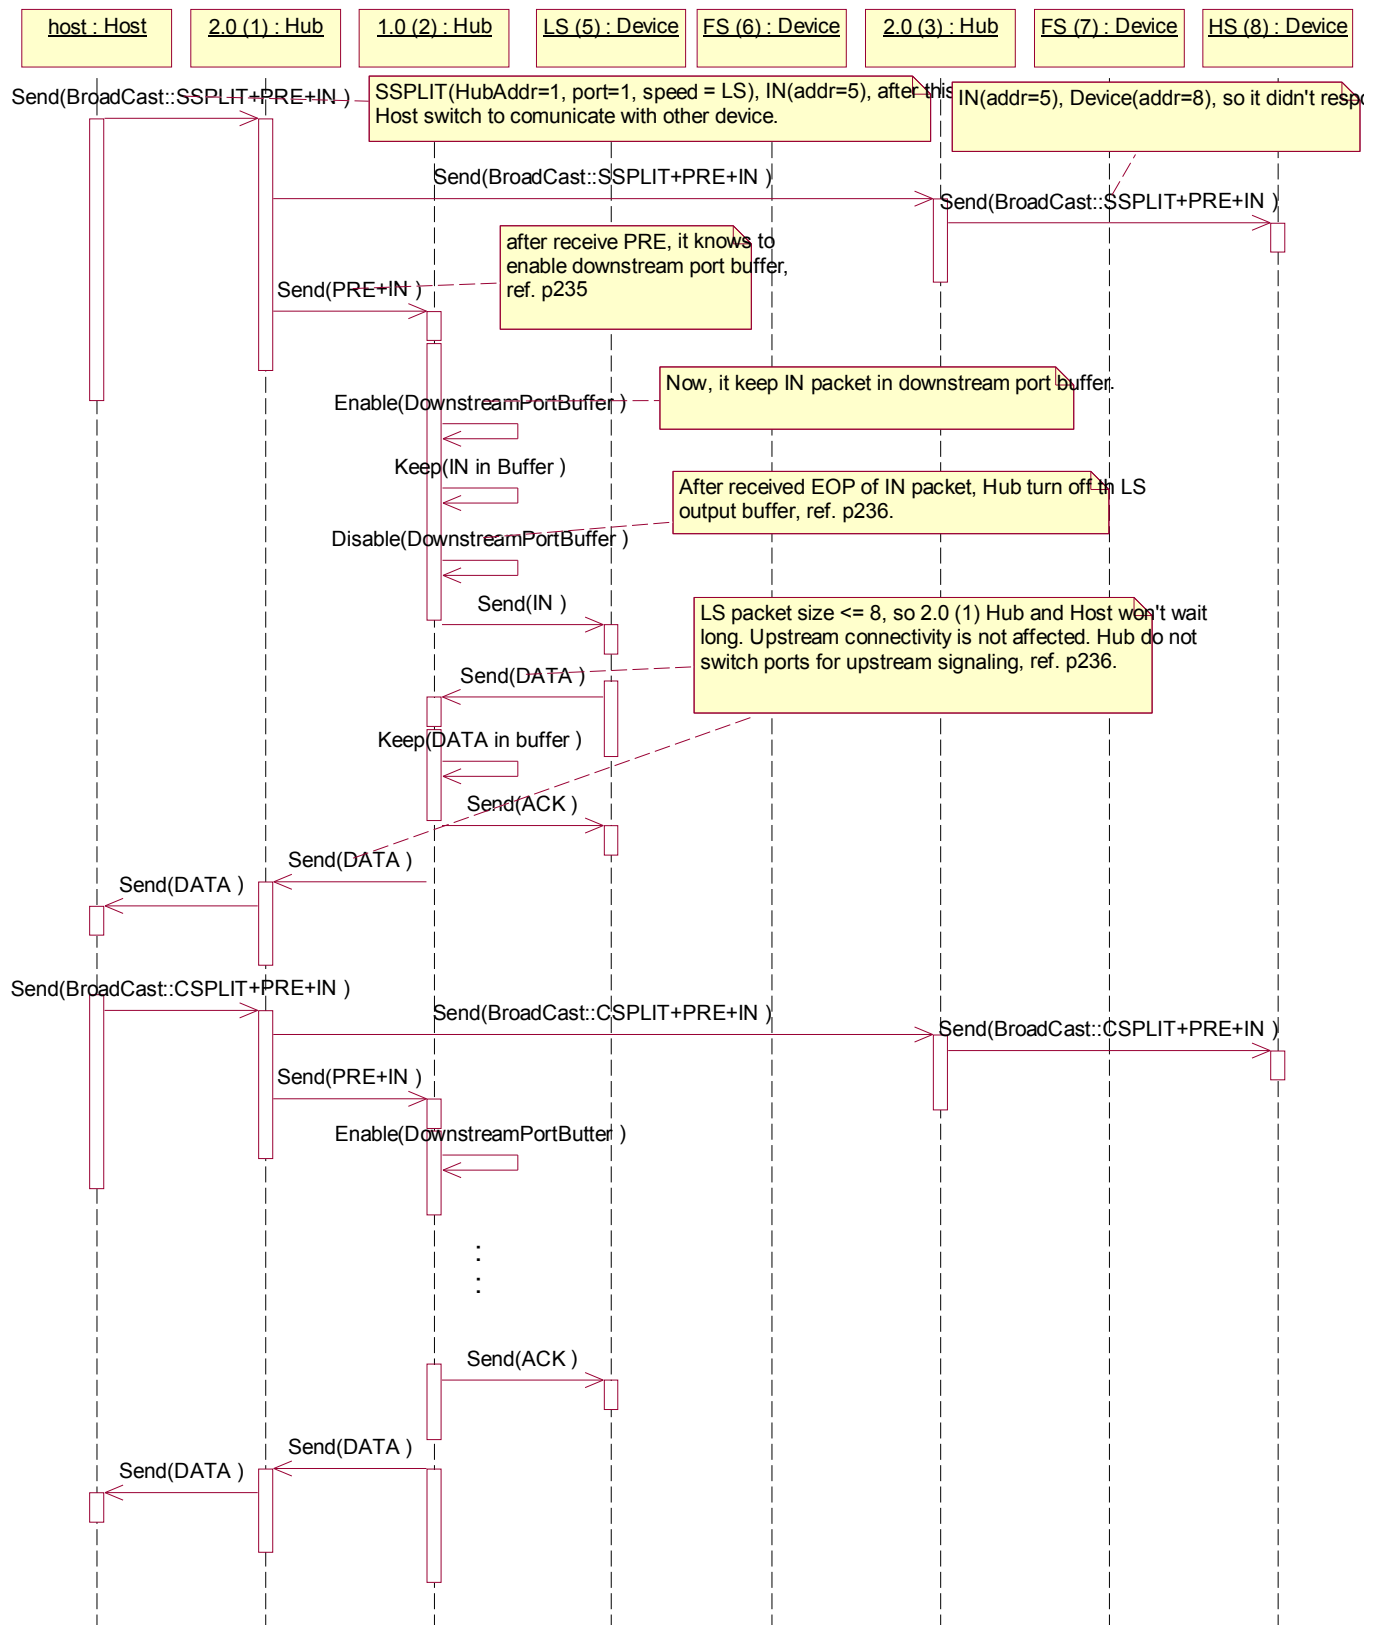 host : Host
2.0 (1) : Hub
1.0 (2) : Hub
LS (5) : Device
FS (6) : Device
2.0 (3) : Hub
FS (7) : Device
HS (8) : Device
Send(BroadCast::SSPLIT+PRE+IN )
SSPLIT(HubAddr=1, port=1, speed = LS), IN(addr=5), after this
Host switch to comunicate with other device.
IN(addr=5), Device(addr=8), so it didn't respo
Send(BroadCast::SSPLIT+PRE+IN )
Send(BroadCast::SSPLIT+PRE+IN )
after receive PRE, it knows to
enable downstream port buffer,
ref. p235
Send(PRE+IN )
Now, it keep IN packet in downstream port buffer.
Enable(DownstreamPortBuffer )
Keep(IN in Buffer )
After received EOP of IN packet, Hub turn off th LS
output buffer, ref. p236.
Disable(DownstreamPortBuffer )
Send(IN )
LS packet size <= 8, so 2.0 (1) Hub and Host won't wait
long. Upstream connectivity is not affected. Hub do not
switch ports for upstream signaling, ref. p236.
Send(DATA )
Keep(DATA in buffer )
Send(ACK )
Send(DATA )
Send(DATA )
Send(BroadCast::CSPLIT+PRE+IN )
Send(BroadCast::CSPLIT+PRE+IN )
Send(BroadCast::CSPLIT+PRE+IN )
Send(PRE+IN )
Enable(DownstreamPortButter )
:
:
Send(ACK )
Send(DATA )
Send(DATA )